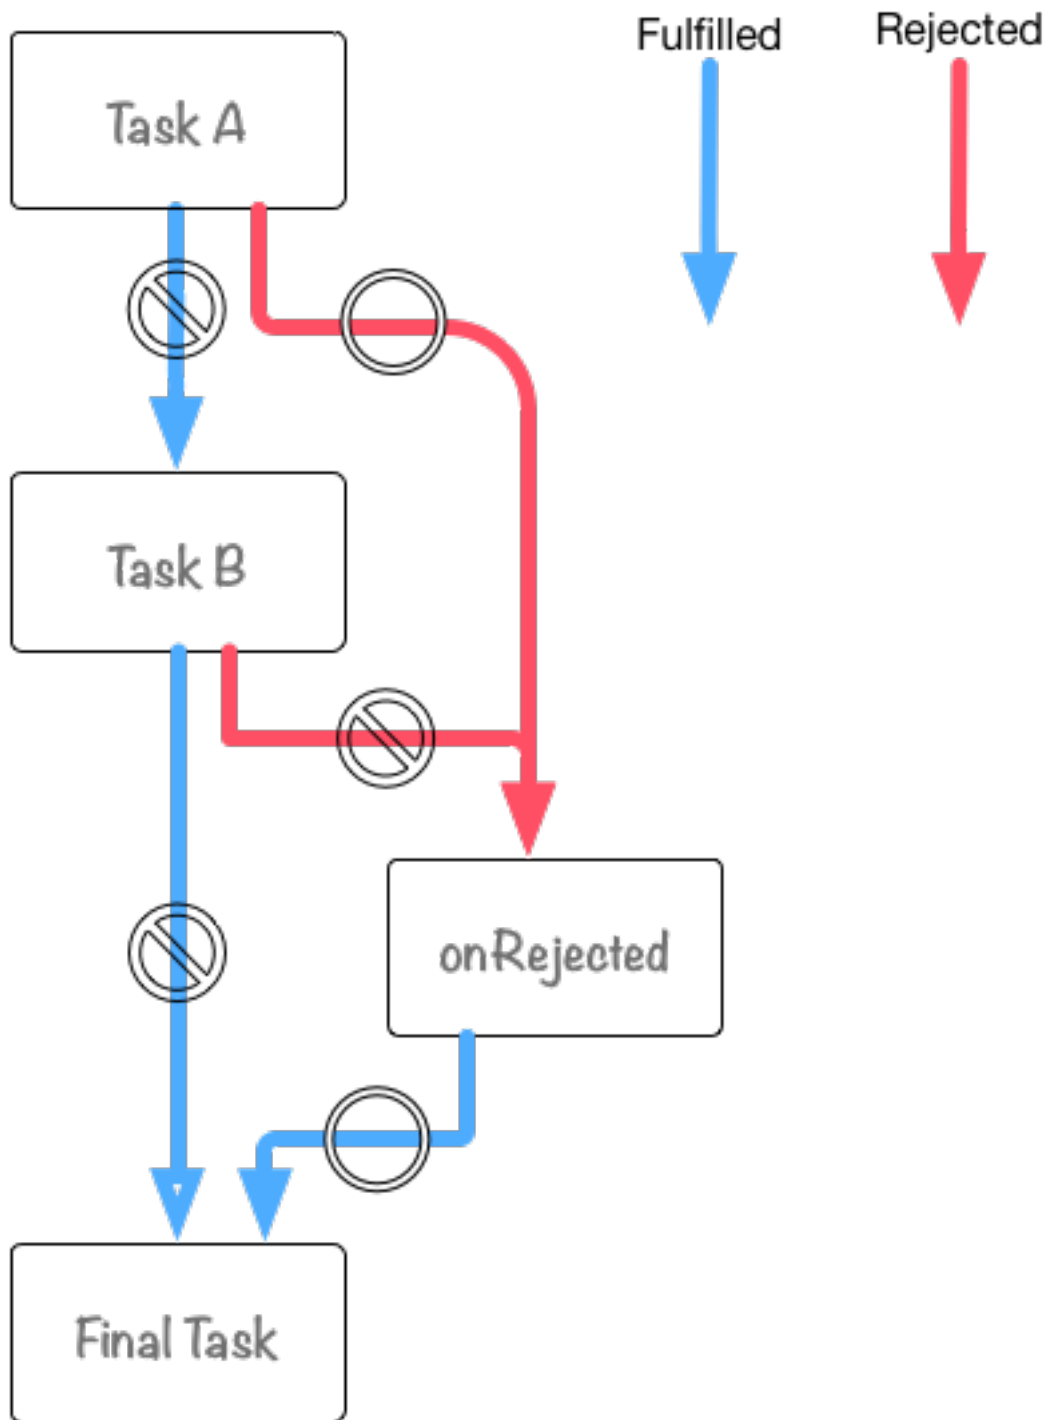 Fulfilled
Rejected
Task A
Task B
onRejected
Final Task